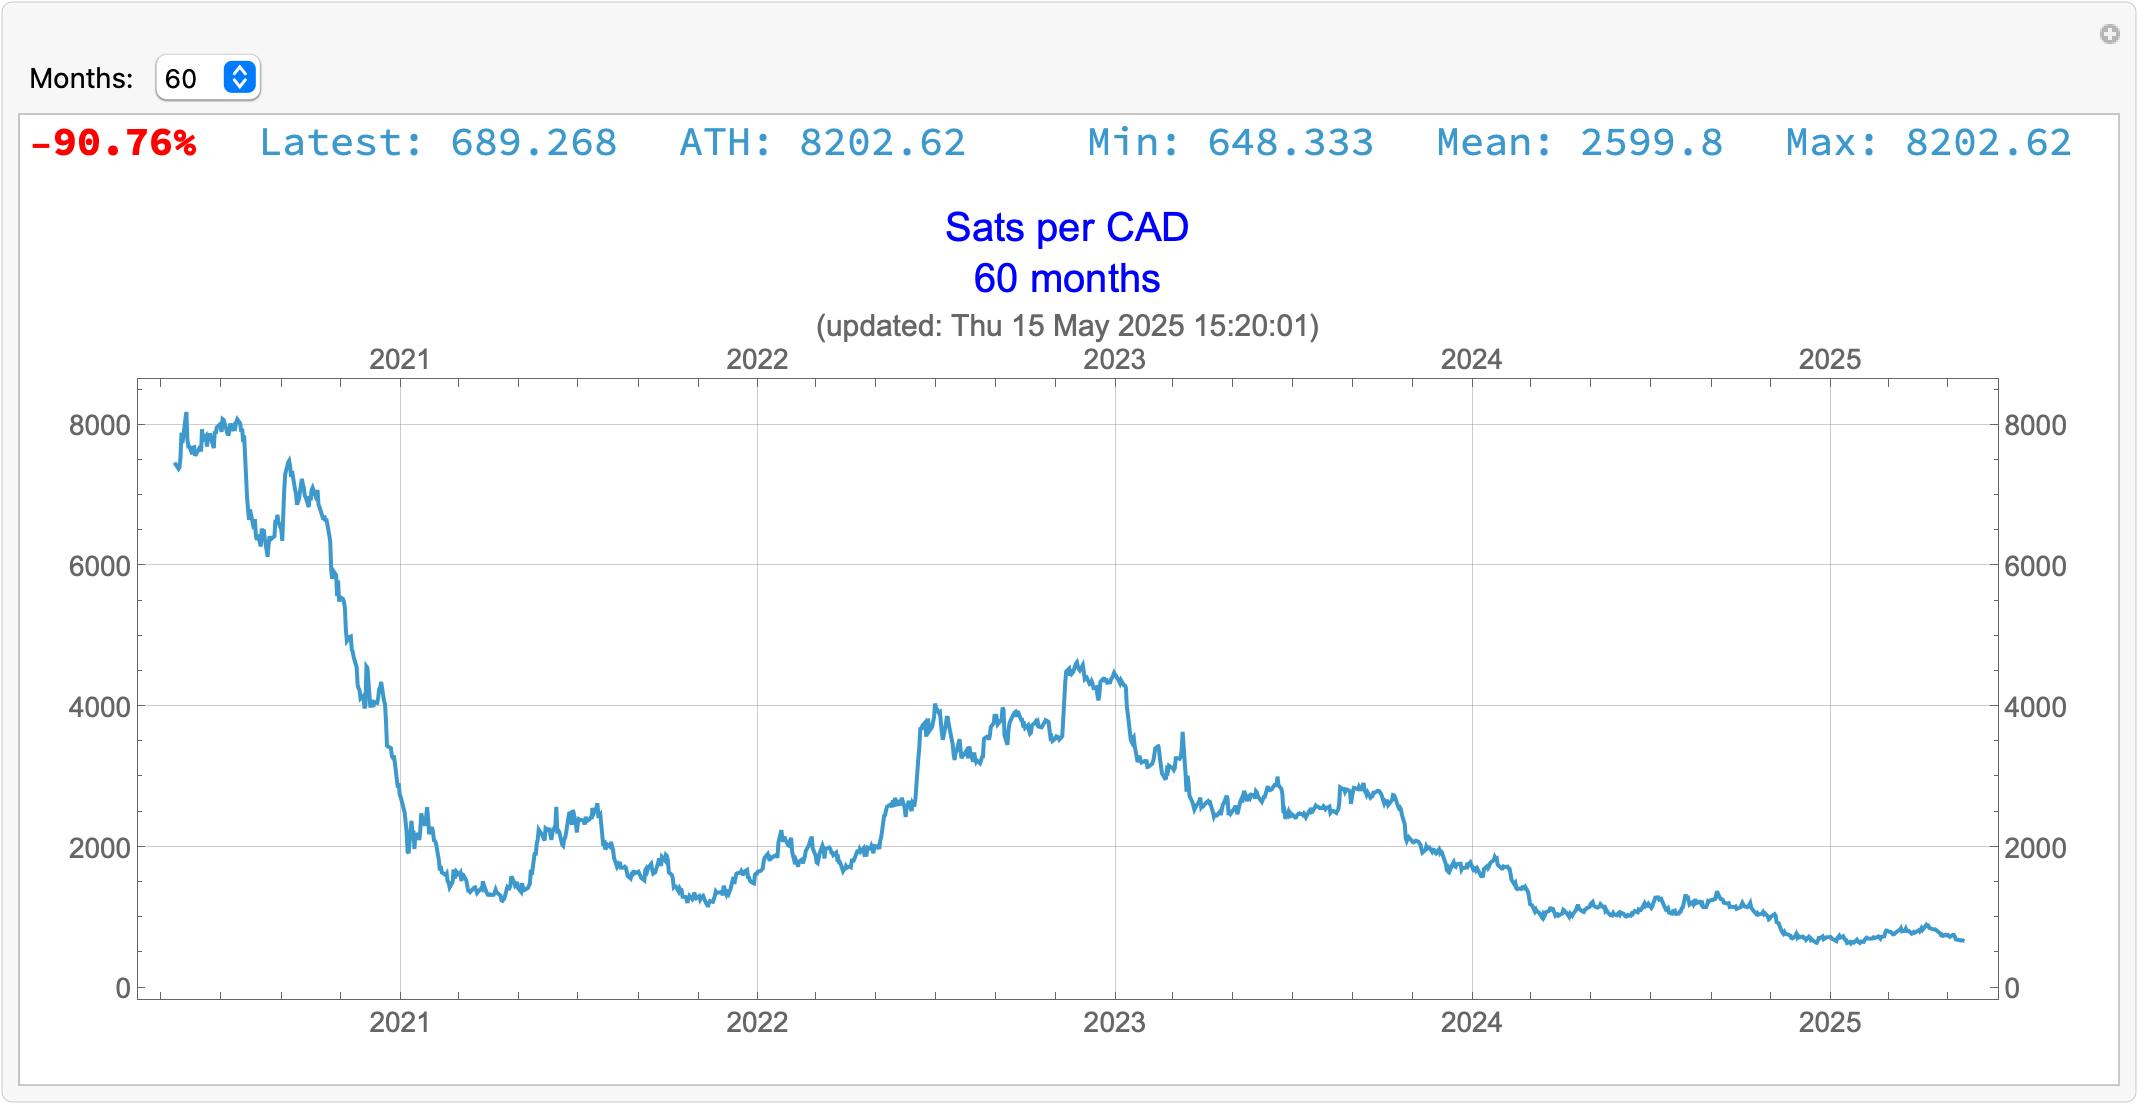 Months: 60
-90.76% Latest: 689.268 ATH: 8202.62 Min: 648.333 Mean: 2599.8 Max: 8202.62
Sats per CAD
60 months
(updated: Thu 15 May 2025 15:20:01)
2021 2022 2023 2024 2025
8000 8000
6000 6000
4000 4000
2000 2000
0 0
2021 2022 2023 2024 2025